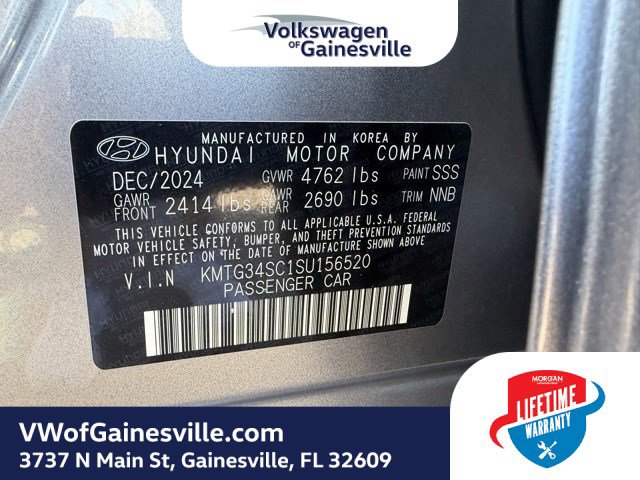 Volkswagen
OF Gainesville
MANUFACTURED IN KOREA BY
HYUNDAI MOTOR COMPANY
DEC/2024 GVWR 4762 lbs PAINT SSS
GAWR FRONT 2414 lbs GAWR REAR 2690 lbs TRIM NNB
THIS VEHICLE CONFORMS TO ALL APPLICABLE U.S.A. FEDERAL
MOTOR VEHICLE SAFETY, BUMPER, AND THEFT PREVENTION STANDARDS
IN EFFECT ON THE DATE OF MANUFACTURE SHOWN ABOVE.
V.I.N KMTG34SC1SU156520
PASSENGER CAR
MORGAN
LIFETIME
WARRANTY
VWofGainesville.com
3737 N Main St, Gainesville, FL 32609